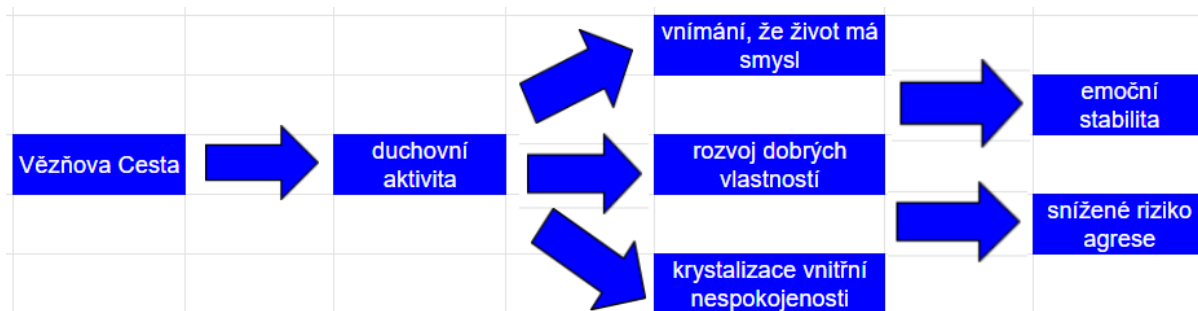 Vězňova Cesta
duchovní
aktivita
vnímání, že život má
smysl
rozvoj dobrých
vlastností
krystalizace vnitřní
nespokojenosti
emoční
stabilita
snížené riziko
agrese